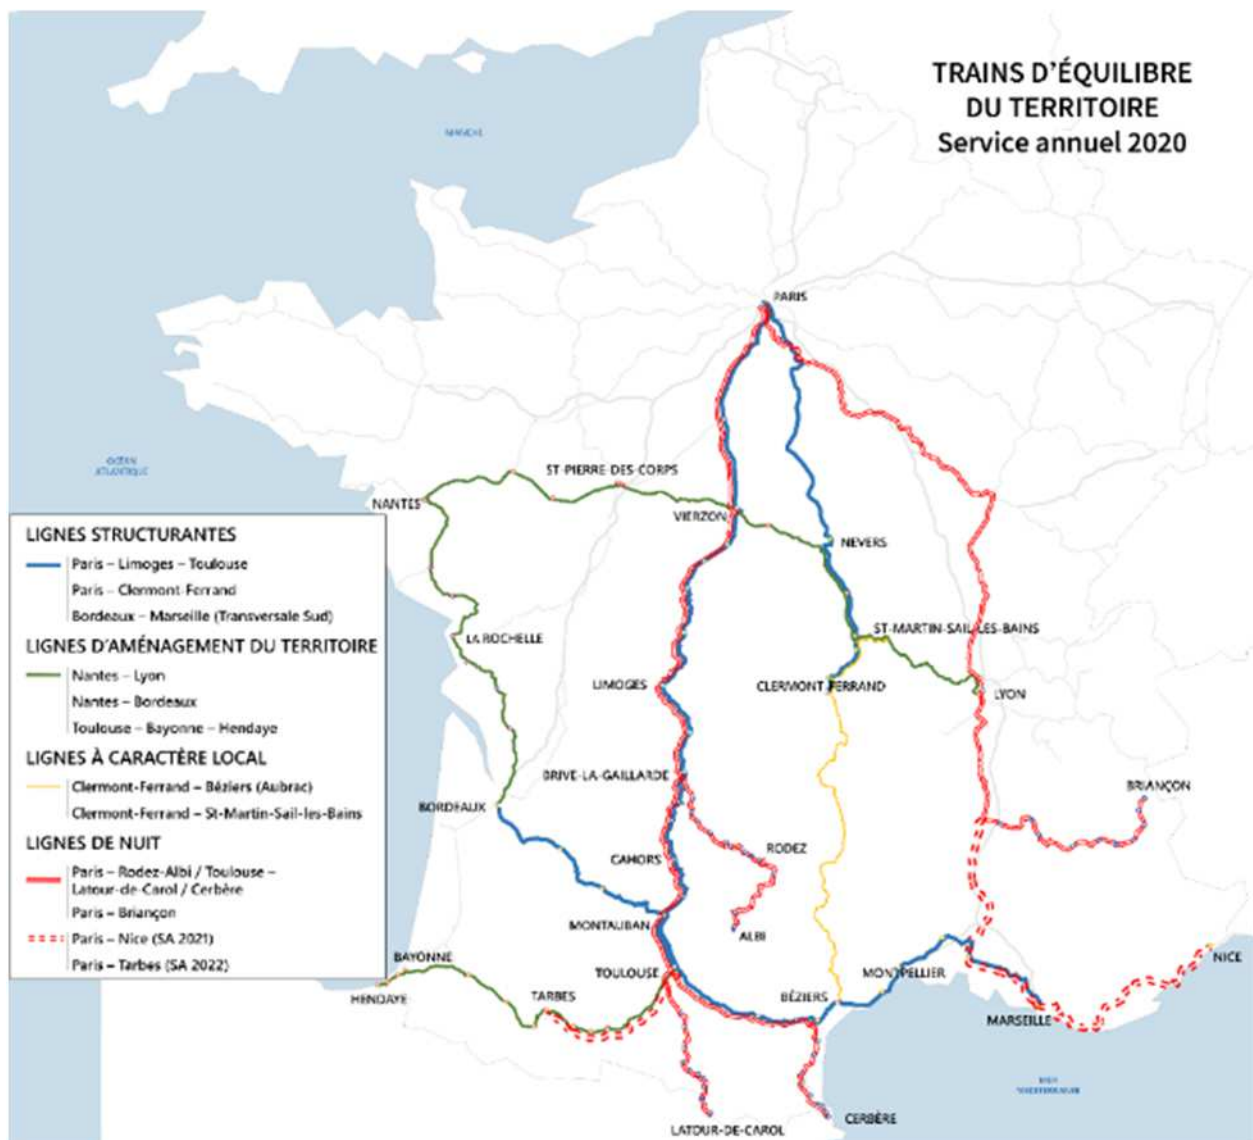 TRAINS D'ÉQUILIBRE
DU TERRITOIRE
Service annuel 2020
MANCHE
PARIS
OCÉAN
ATLANTIQUE
ST-PIERRE-DES-CORPS
NANTES
VIERZON
NEVERS
ST-MARTIN-SAIL-LES-BAINS
LA ROCHELLE
LIMOGES
CLERMONT-FERRAND
LYON
BRIVE-LA-GAILLARDE
BRIANÇON
BORDEAUX
CAHORS
RODEZ
MONTAUBAN
ALBI
BAYONNE
TOULOUSE
MONTPELLIER
NICE
HENDAYE
TARBES
BÉZIERS
MARSEILLE
MER
MÉDITERRANÉE
CERBÈRE
LATOUR-DE-CAROL
LIGNES STRUCTURANTES
Paris – Limoges – Toulouse
Paris – Clermont-Ferrand
Bordeaux – Marseille (Transversale Sud)
LIGNES D'AMÉNAGEMENT DU TERRITOIRE
Nantes – Lyon
Nantes – Bordeaux
Toulouse – Bayonne – Hendaye
LIGNES À CARACTÈRE LOCAL
Clermont-Ferrand – Béziers (Aubrac)
Clermont-Ferrand – St-Martin-Sail-les-Bains
LIGNES DE NUIT
Paris – Rodez-Albi / Toulouse –
Latour-de-Carol / Cerbère
Paris – Briançon
Paris – Nice (SA 2021)
Paris – Tarbes (SA 2022)